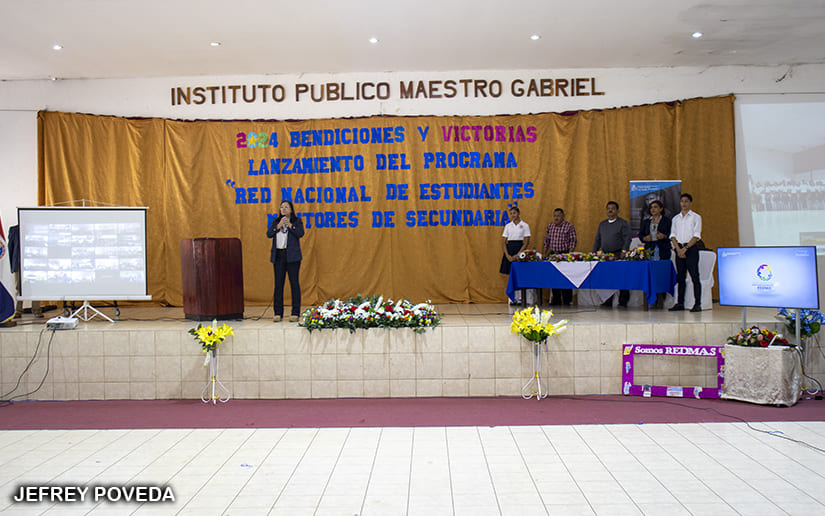 INSTITUTO PUBLICO MAESTRO GABRIEL
2024 BENDICIONES Y VICTORIAS
LANZAMIENTO DEL PROGRAMA
"RED NACIONAL DE ESTUDIANTES
MENTORES DE SECUNDARIA"
Somos REDMAS
JEFREY POVEDA